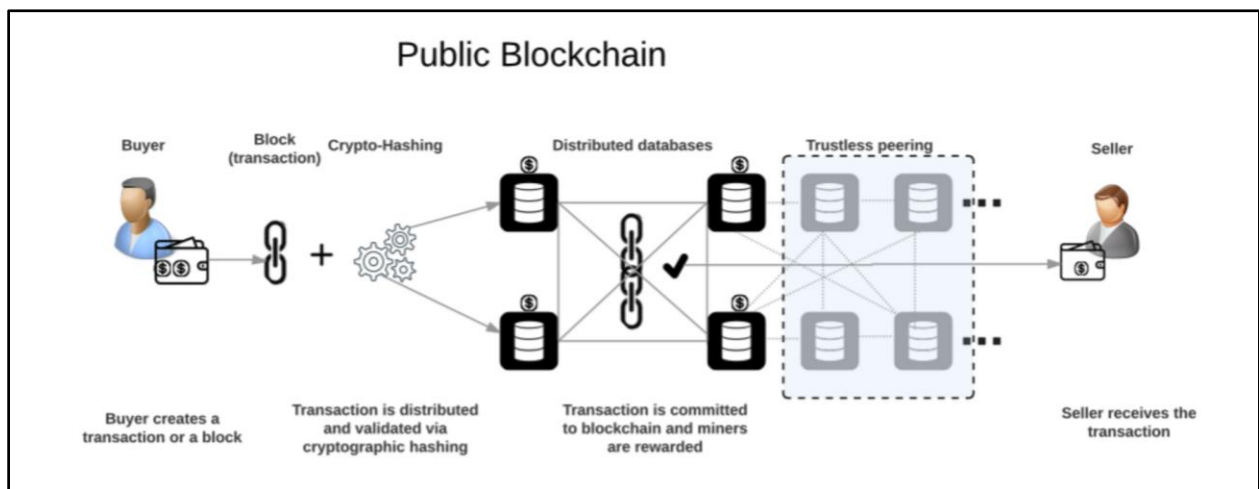 Public Blockchain
Buyer
Block
(transaction)
Crypto-Hashing
Distributed databases
Trustless peering
Seller
Buyer creates a
transaction or a block
Transaction is distributed
and validated via
cryptographic hashing
Transaction is committed
to blockchain and miners
are rewarded
Seller receives the
transaction